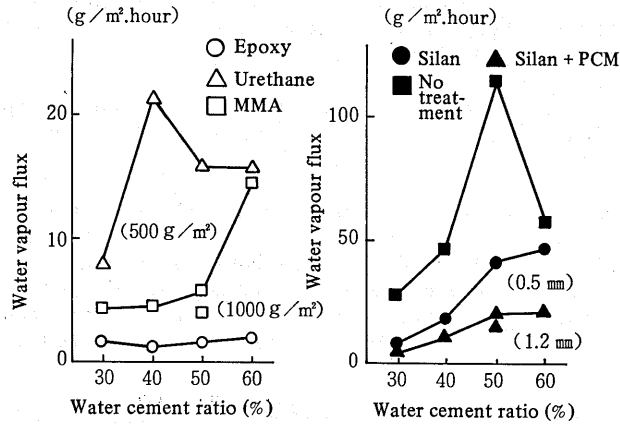 (g/m².hour)
Epoxy
Urethane
MMA
20
10
0
Water vapour flux
(500 g/m²)
(1000 g/m²)
30 40 50 60
Water cement ratio (%)
(g/m².hour)
Silan
Silan + PCM
No
treat-
ment
100
50
0
Water vapour flux
(0.5 mm)
(1.2 mm)
30 40 50 60
Water cement ratio (%)